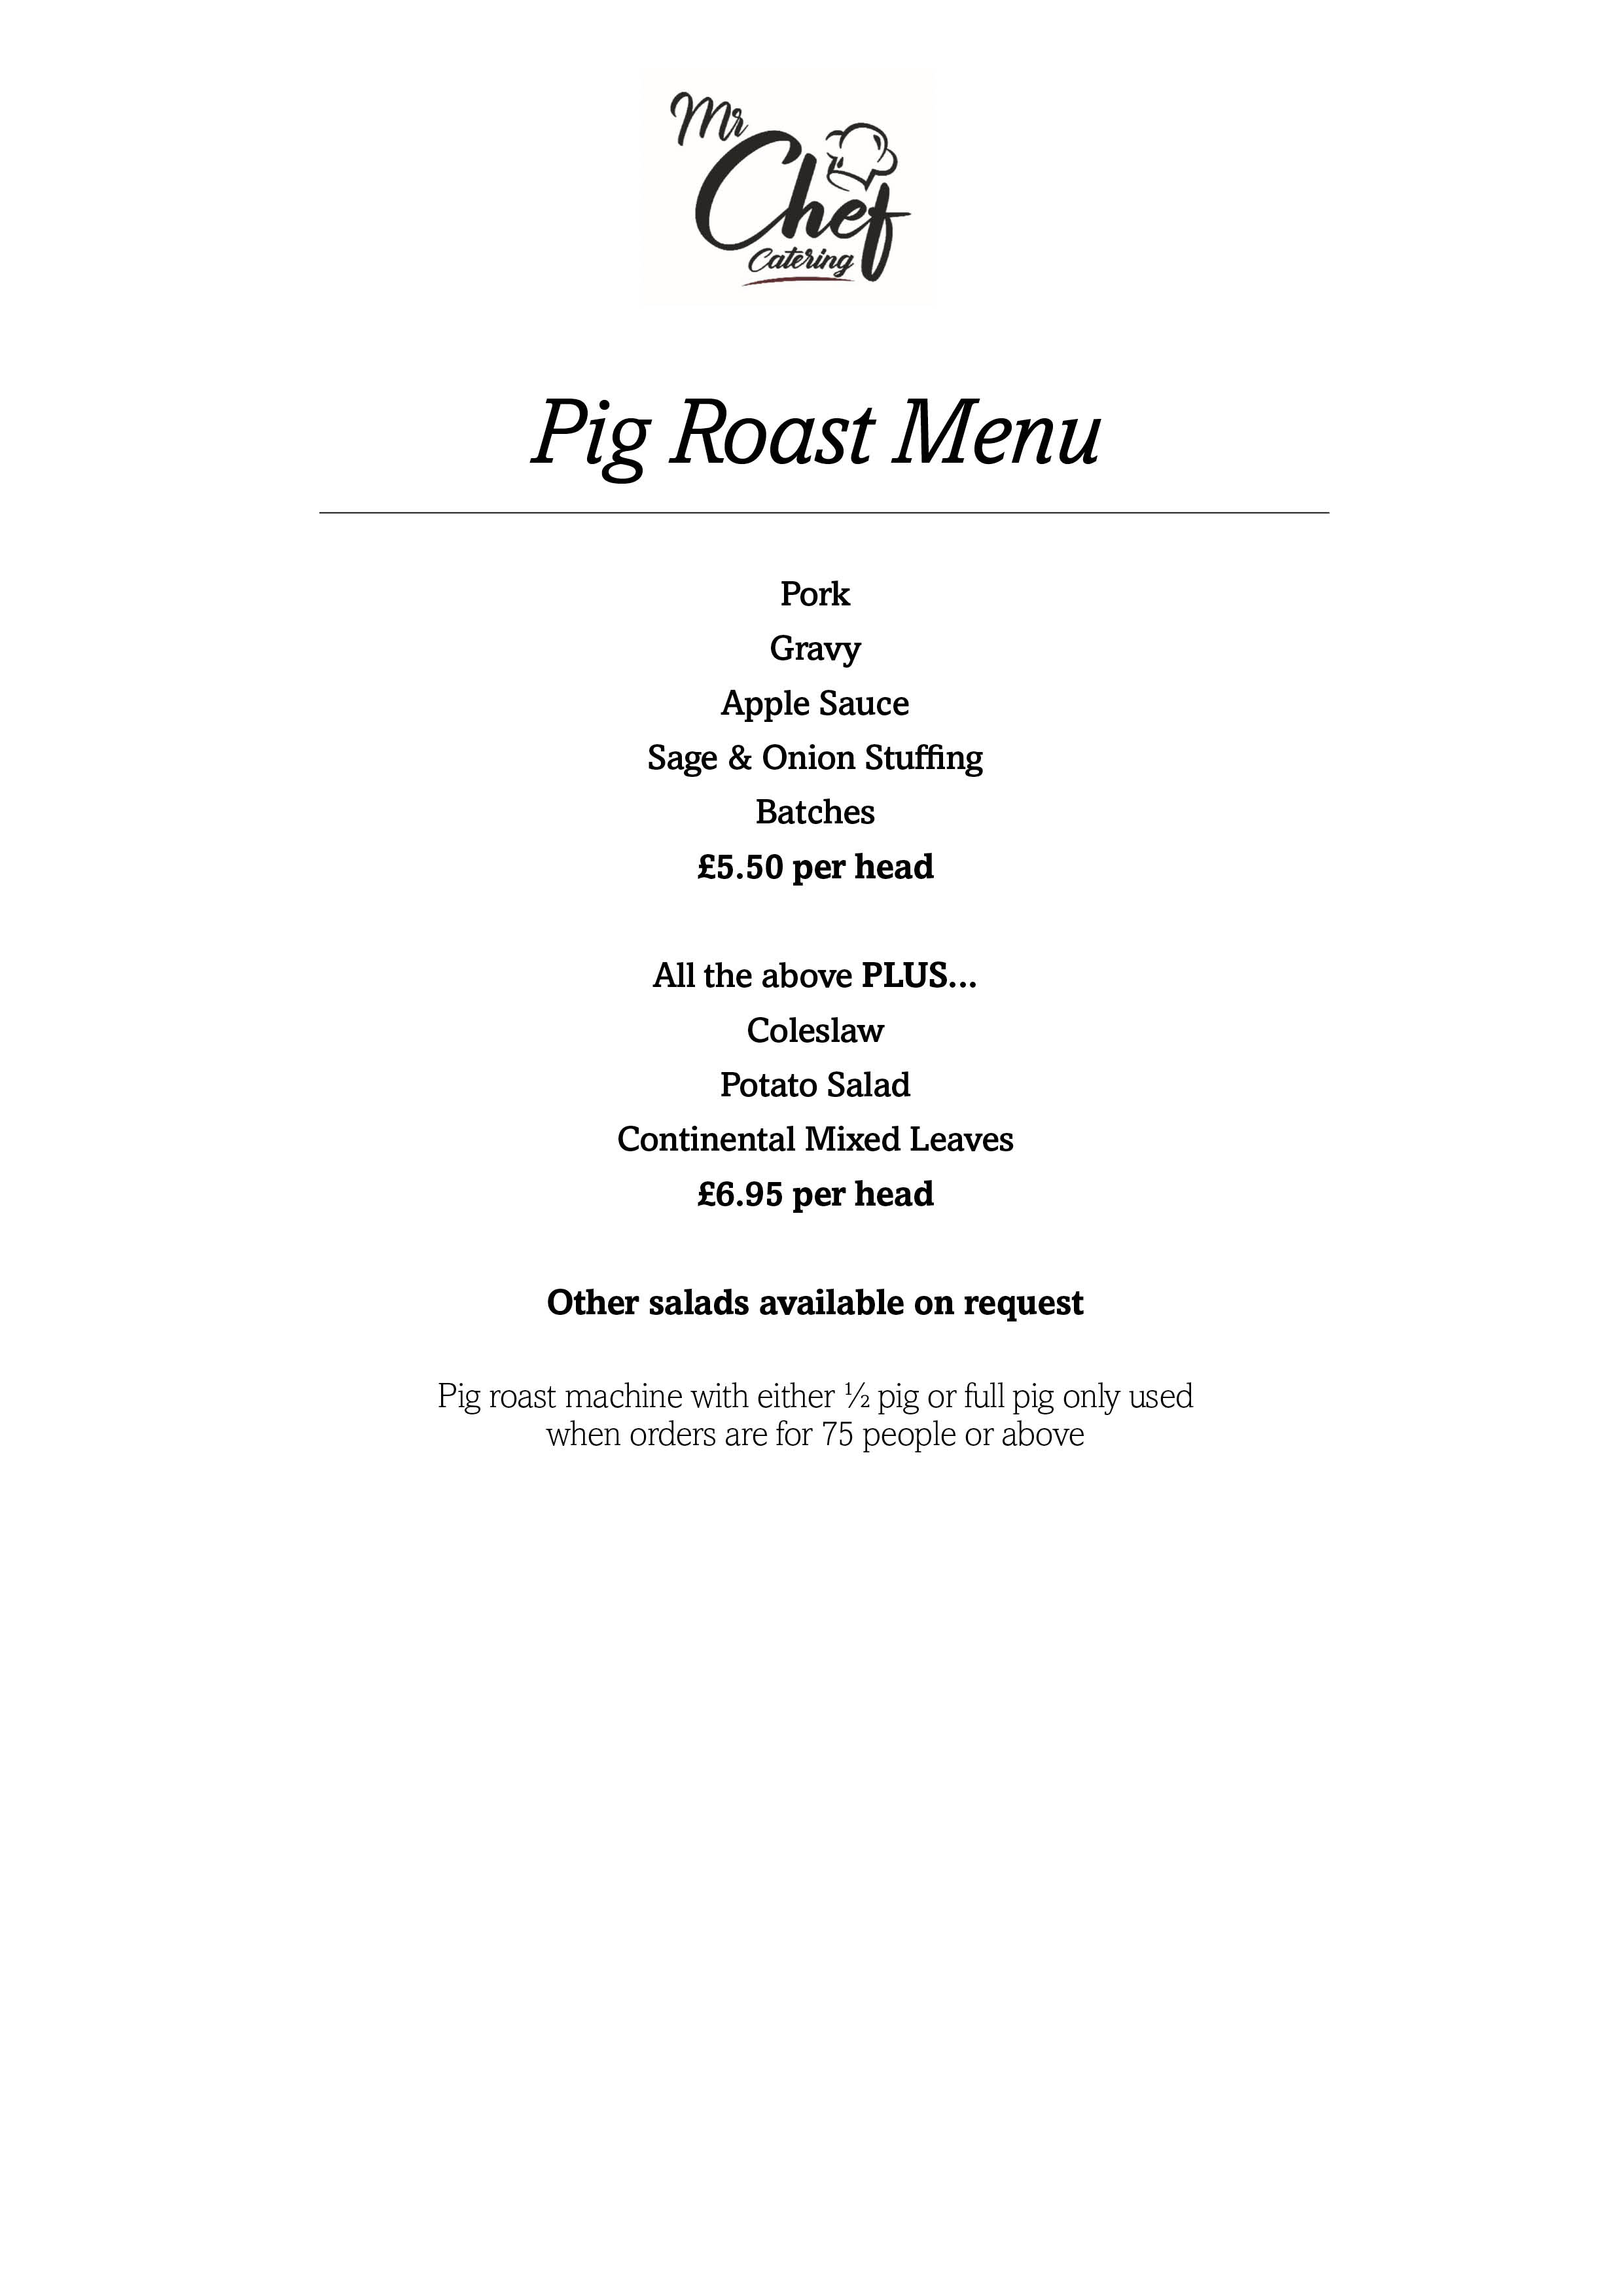 Mr
Chef
Catering
Pig Roast Menu
Pork
Gravy
Apple Sauce
Sage & Onion Stuffing
Batches
£5.50 per head
All the above PLUS...
Coleslaw
Potato Salad
Continental Mixed Leaves
£6.95 per head
Other salads available on request
Pig roast machine with either ½ pig or full pig only used
when orders are for 75 people or above